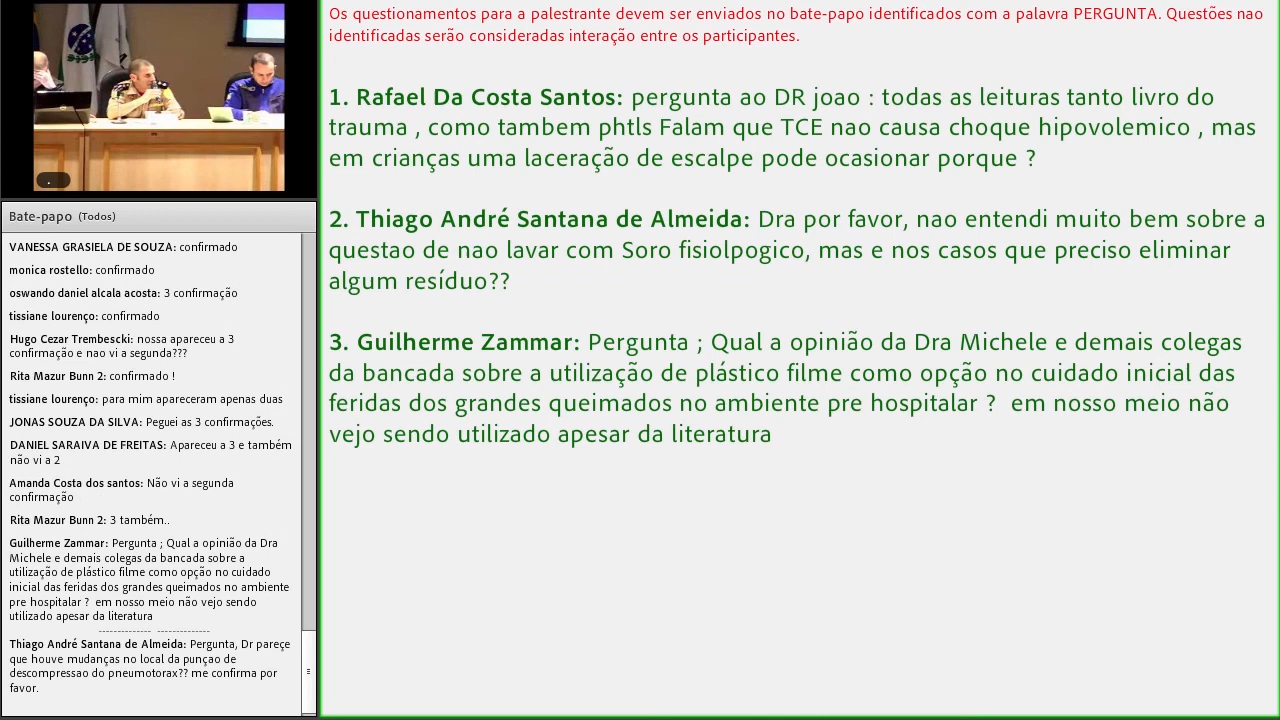 Os questionamentos para a palestrante devem ser enviados no bate-papo identificados com a palavra PERGUNTA. Questões nao
identificadas serão consideradas interação entre os participantes.
1. Rafael Da Costa Santos: pergunta ao DR joao : todas as leituras tanto livro do
trauma , como tambem phtls Falam que TCE nao causa choque hipovolemico , mas
em crianças uma laceração de escalpe pode ocasionar porque ?
2. Thiago André Santana de Almeida: Dra por favor, nao entendi muito bem sobre a
questao de nao lavar com Soro fisiolpogico, mas e nos casos que preciso eliminar
algum resíduo??
3. Guilherme Zammar: Pergunta ; Qual a opinião da Dra Michele e demais colegas
da bancada sobre a utilização de plástico filme como opção no cuidado inicial das
feridas dos grandes queimados no ambiente pre hospitalar ?  em nosso meio não
vejo sendo utilizado apesar da literatura
Bate-papo (Todos)
VANESSA GRASIELA DE SOUZA: confirmado
monica rostello: confirmado
oswando daniel alcala acosta: 3 confirmação
tissiane lourenço: confirmado
Hugo Cezar Trembescki: nossa apareceu a 3
confirmação e nao vi a segunda???
Rita Mazur Bunn 2: confirmado !
tissiane lourenço: para mim apareceram apenas duas
JONAS SOUZA DA SILVA: Peguei as 3 confirmações.
DANIEL SARAIVA DE FREITAS: Apareceu a 3 e também
não vi a 2
Amanda Costa dos santos: Não vi a segunda
confirmação
Rita Mazur Bunn 2: 3 também..
Guilherme Zammar: Pergunta ; Qual a opinião da Dra
Michele e demais colegas da bancada sobre a
utilização de plástico filme como opção no cuidado
inicial das feridas dos grandes queimados no ambiente
pre hospitalar ?  em nosso meio não vejo sendo
utilizado apesar da literatura
-------------- --------------
Thiago André Santana de Almeida: Pergunta, Dr pareçe
que houve mudanças no local da punçao de
descompressao do pneumotorax?? me confirma por
favor.